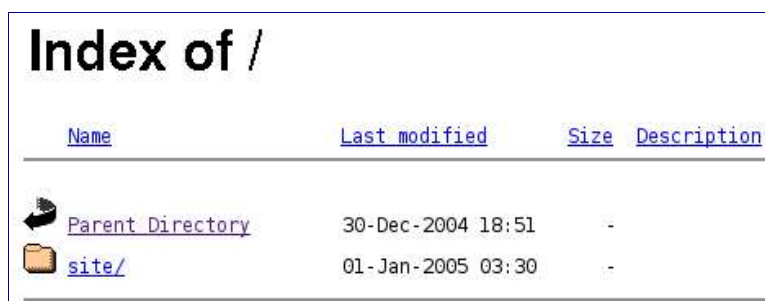 Index of /
Name Last modified Size Description
Parent Directory 30-Dec-2004 18:51 -
site/ 01-Jan-2005 03:30 -